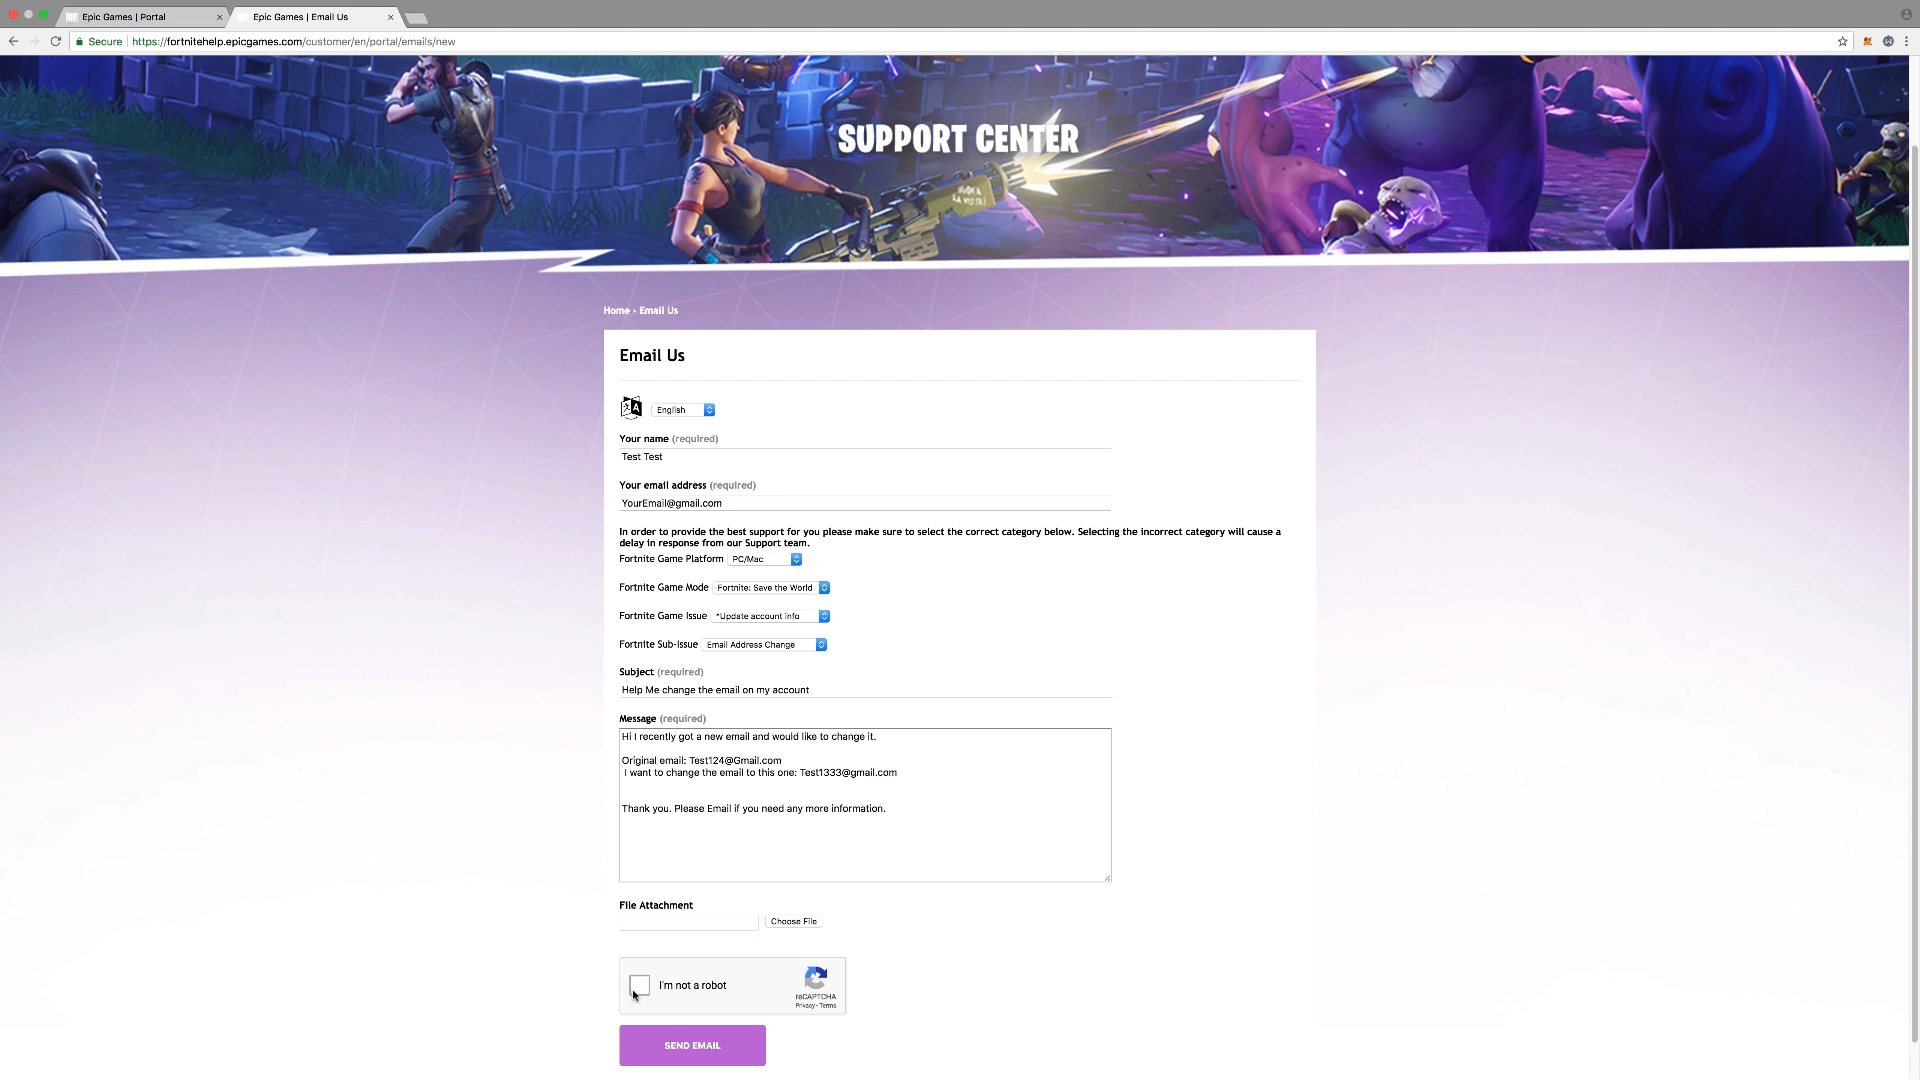 Epic Games | Portal
Epic Games | Email Us
Secure
https://fortnitehelp.epicgames.com/customer/en/portal/emails/new
SUPPORT CENTER
Home › Email Us
Email Us
English
Your name (required)
Test Test
Your email address (required)
YourEmail@gmail.com
In order to provide the best support for you please make sure to select the correct category below. Selecting the incorrect category will cause a
delay in response from our Support team.
Fortnite Game Platform PC/Mac
Fortnite Game Mode Fortnite: Save the World
Fortnite Game Issue *Update account info
Fortnite Sub-Issue Email Address Change
Subject (required)
Help Me change the email on my account
Message (required)
Hi I recently got a new email and would like to change it.
Original email: Test124@Gmail.com
I want to change the email to this one: Test1333@gmail.com
Thank you. Please Email if you need any more information.
File Attachment
Choose File
I'm not a robot
reCAPTCHA
Privacy - Terms
SEND EMAIL